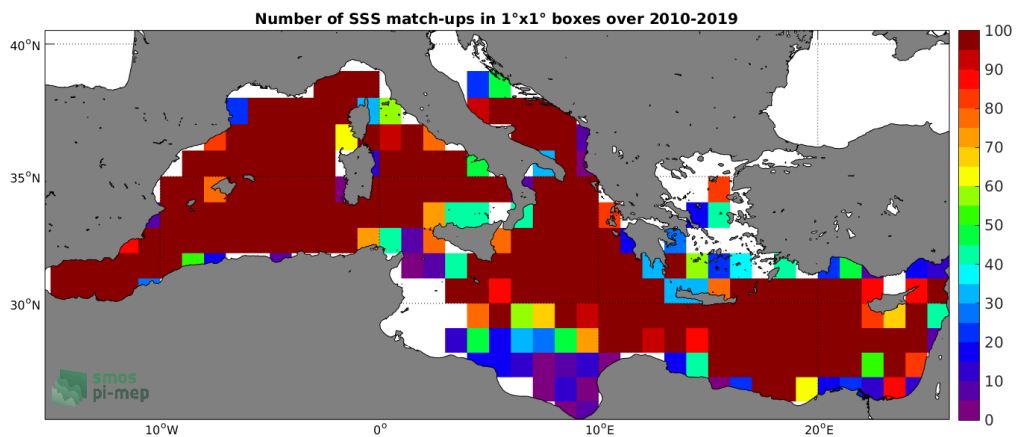 Number of SSS match-ups in 1°x1° boxes over 2010-2019
40°N
35°N
30°N
10°W
0°
10°E
20°E
100
90
80
70
60
50
40
30
20
10
0
smos
pi-mep